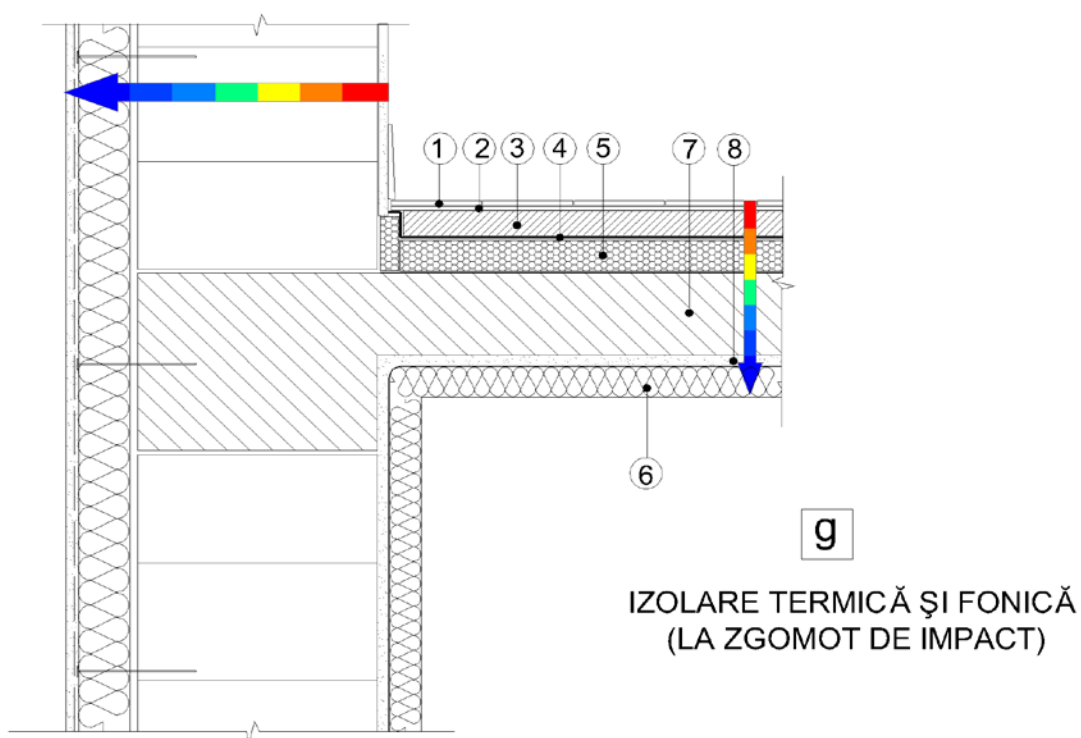 1 2 3 4 5 7 8
6
g
IZOLARE TERMICĂ ŞI FONICĂ
(LA ZGOMOT DE IMPACT)